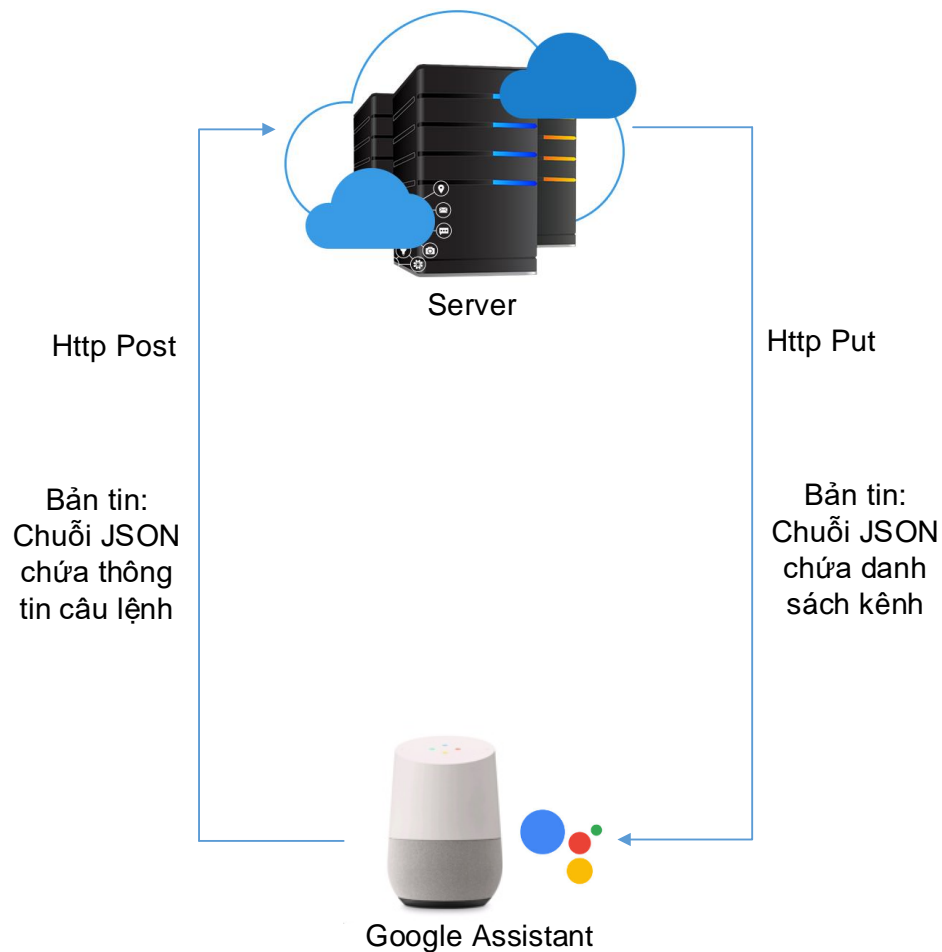 Server
Http Post
Http Put
Bản tin:
Chuỗi JSON
chứa thông
tin câu lệnh
Bản tin:
Chuỗi JSON
chứa danh
sách kênh
Google Assistant